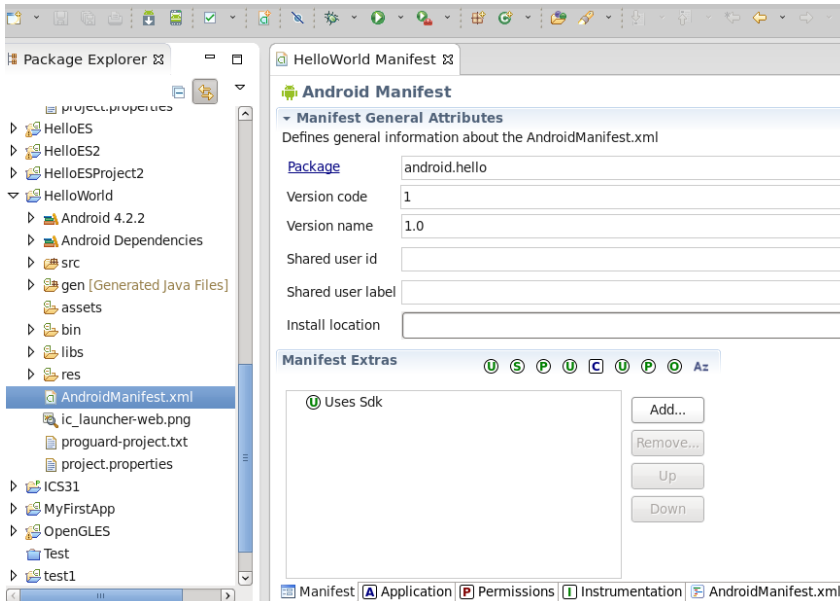 Package Explorer
project.properties
HelloES
HelloES2
HelloESProject2
HelloWorld
Android 4.2.2
Android Dependencies
src
gen [Generated Java Files]
assets
bin
libs
res
AndroidManifest.xml
ic_launcher-web.png
proguard-project.txt
project.properties
ICS31
MyFirstApp
OpenGLES
Test
test1
HelloWorld Manifest
Android Manifest
Manifest General Attributes
Defines general information about the AndroidManifest.xml
Package android.hello
Version code 1
Version name 1.0
Shared user id
Shared user label
Install location
Manifest Extras U S P U C U P O Az
U Uses Sdk
Add...
Remove...
Up
Down
Manifest A Application P Permissions I Instrumentation AndroidManifest.xml